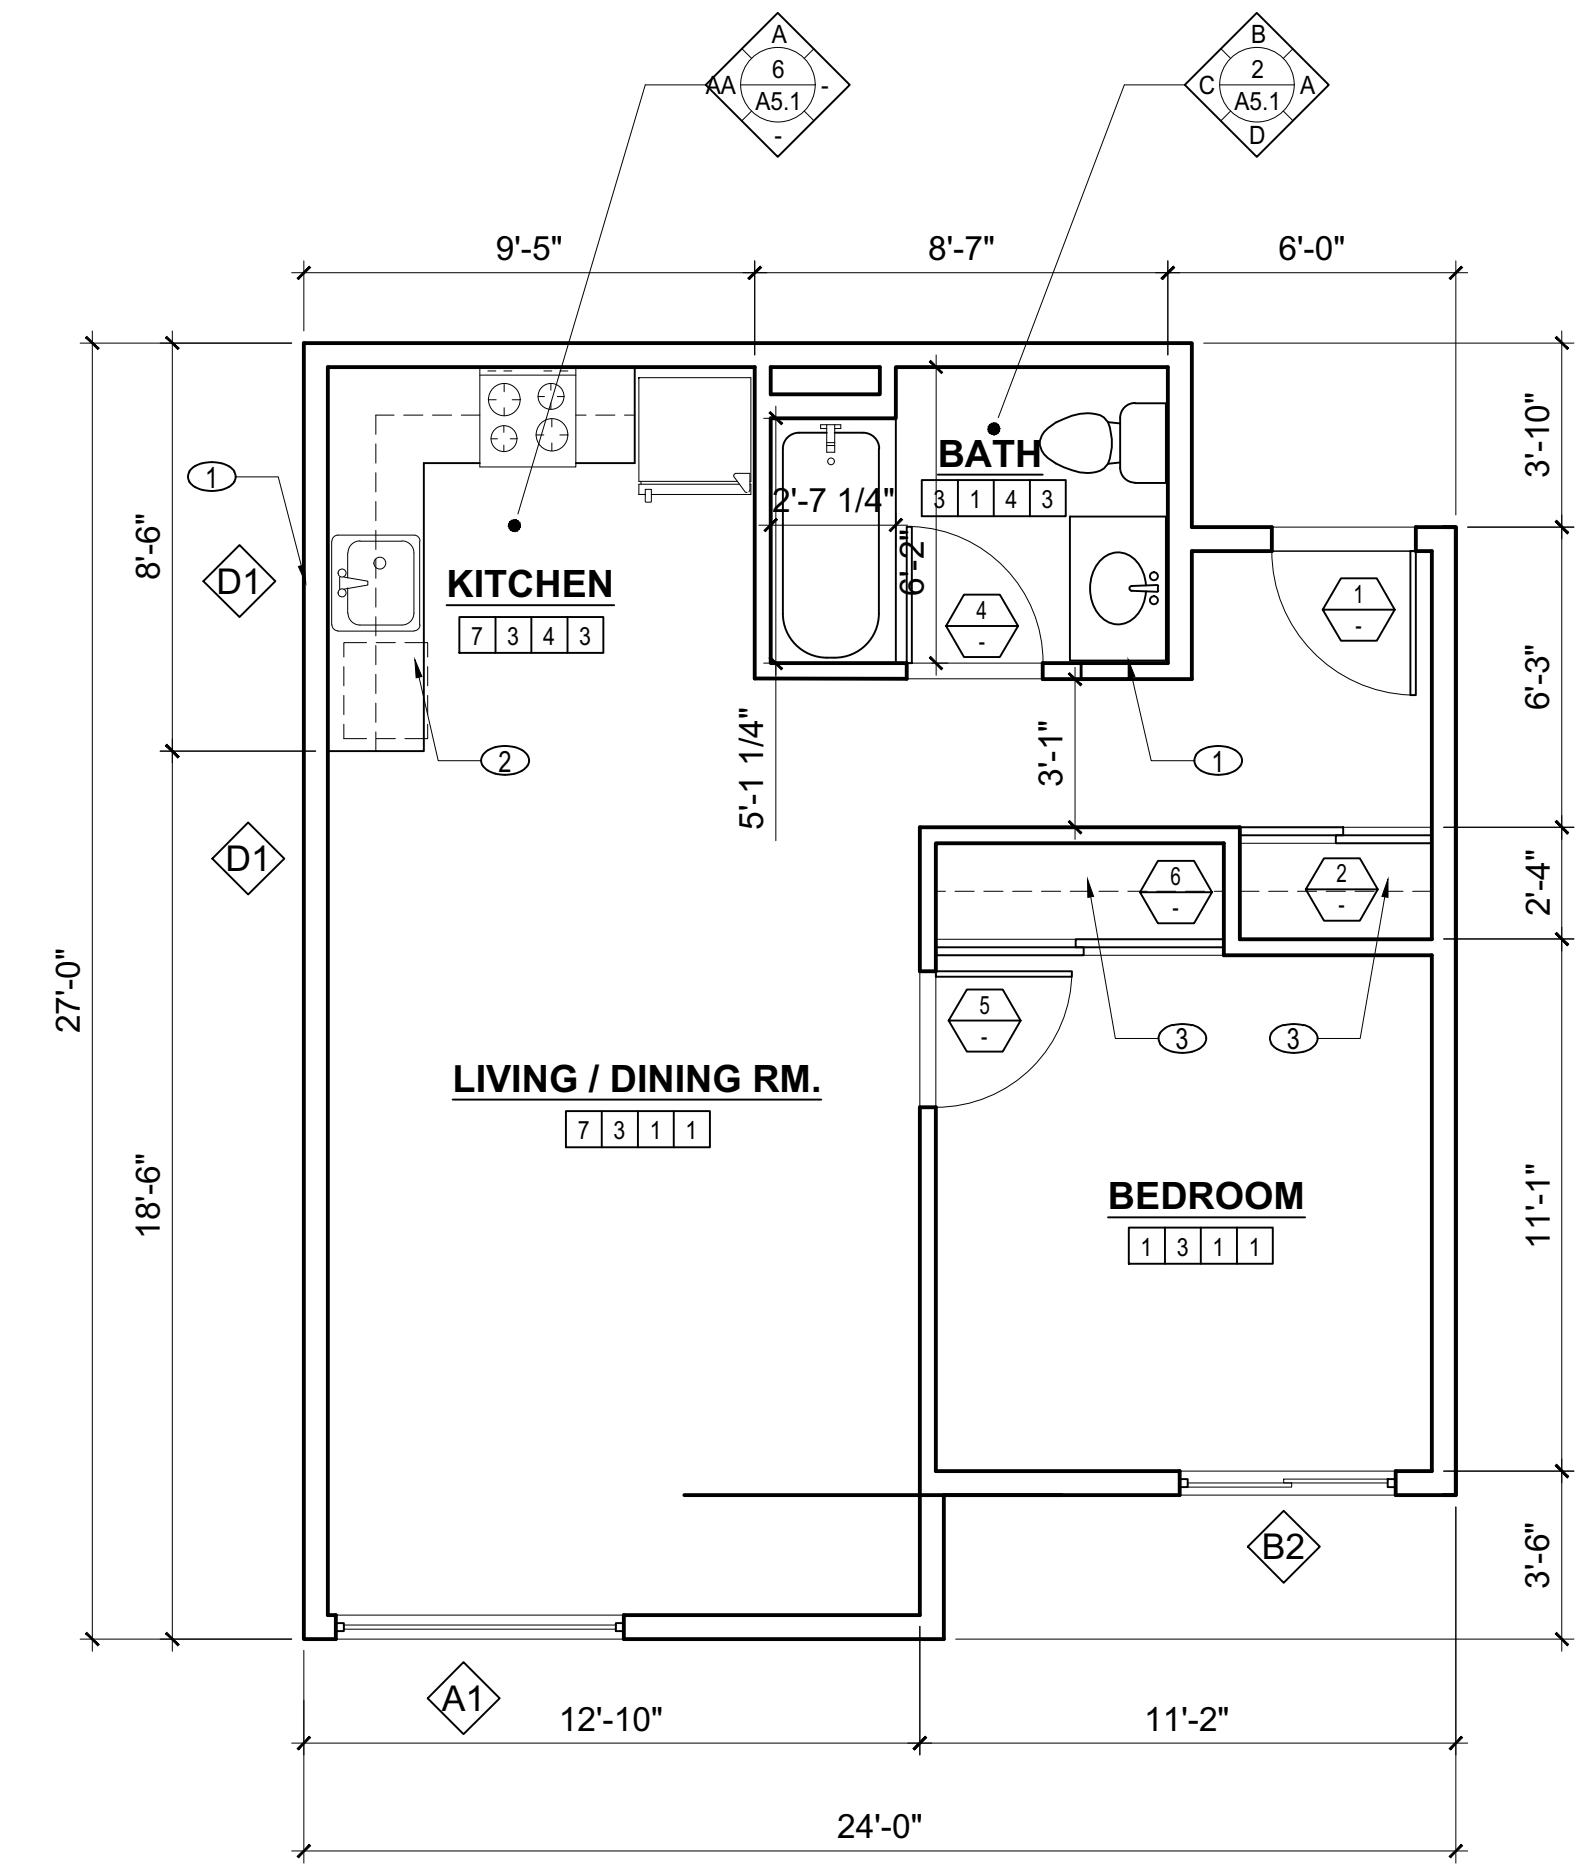 A
6
AA
-
A5.1
-
B
2
C
A
A5.1
D
9'-5"
8'-7"
6'-0"
3'-10"
BATH
3 1 4 3
1
2'-7 1/4"
8'-6"
6'-2"
D1
KITCHEN
7 3 4 3
4
-
1
-
6'-3"
5'-1 1/4"
3'-1"
2
1
D1
6
-
2
-
2'-4"
27'-0"
5
-
3
3
LIVING / DINING RM.
7 3 1 1
18'-6"
BEDROOM
1 3 1 1
11'-1"
B2
3'-6"
A1
12'-10"
11'-2"
24'-0"